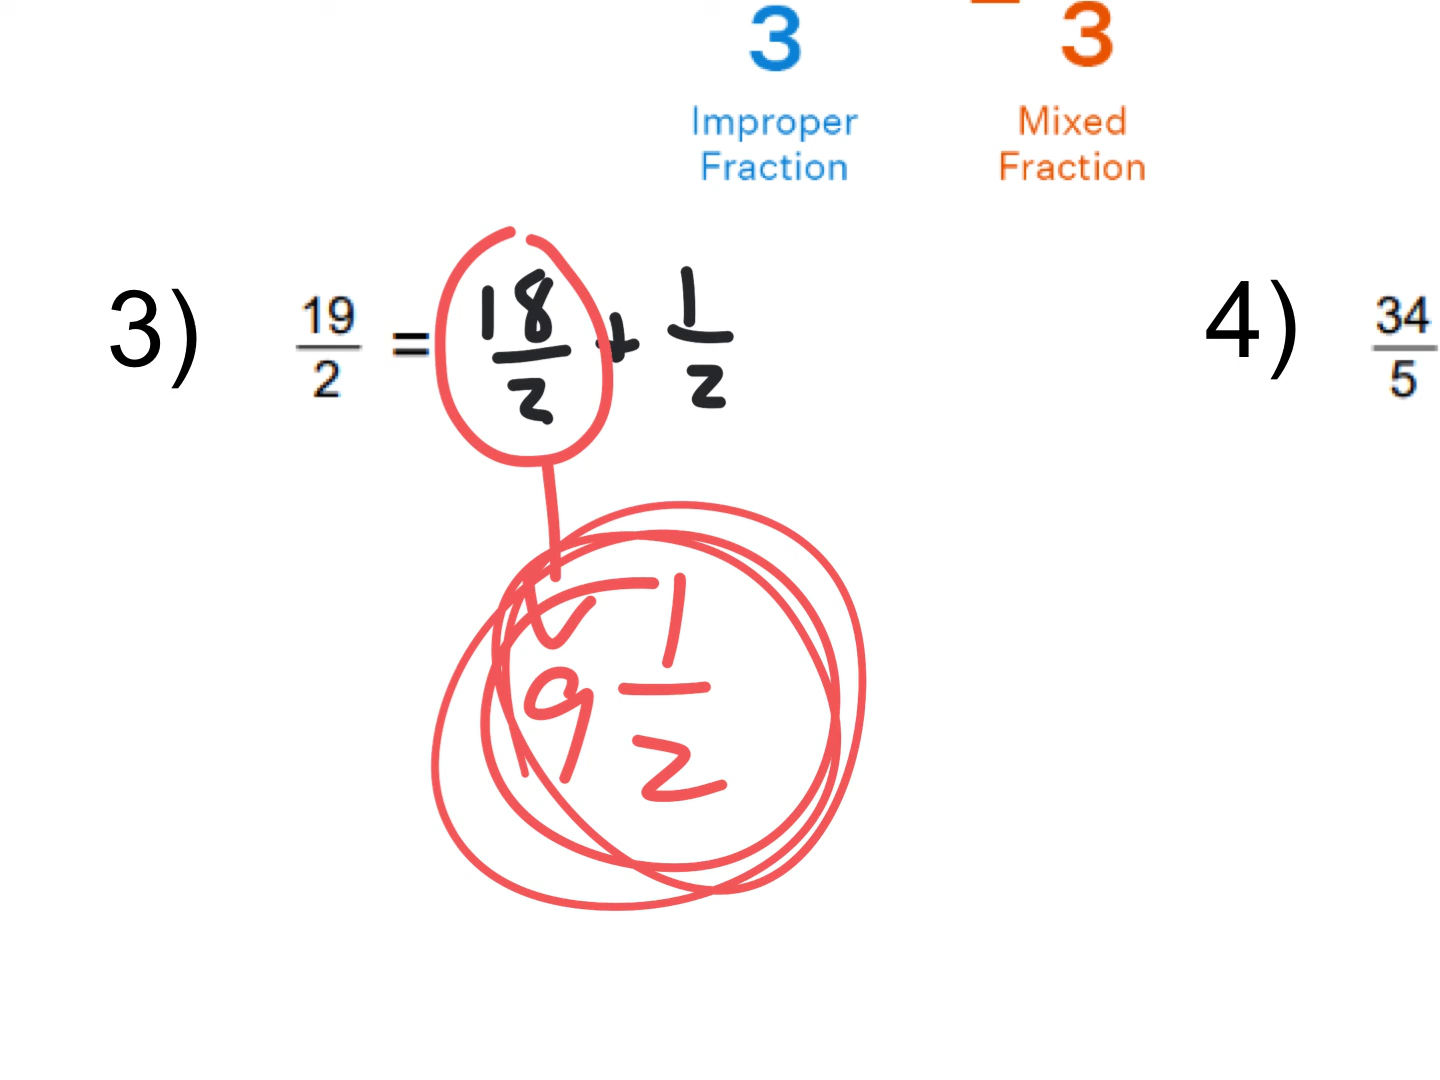 3 3
Improper Fraction
Mixed Fraction
3) 19/2 = 18/2 + 1/2
4) 34/5
9 1/2